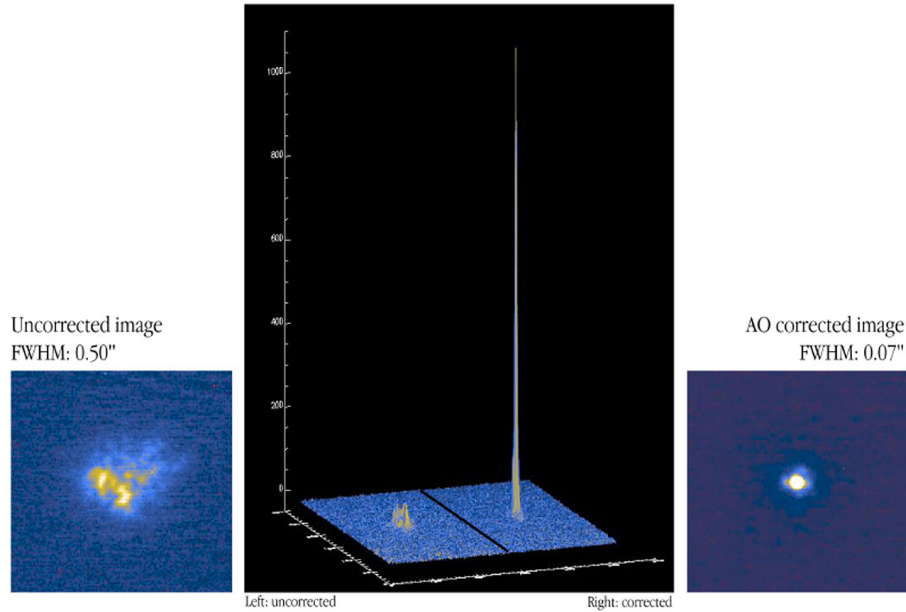 Uncorrected image
FWHM: 0.50"
1000
800
600
400
200
0
AO corrected image
FWHM: 0.07"
Left: uncorrected
Right: corrected